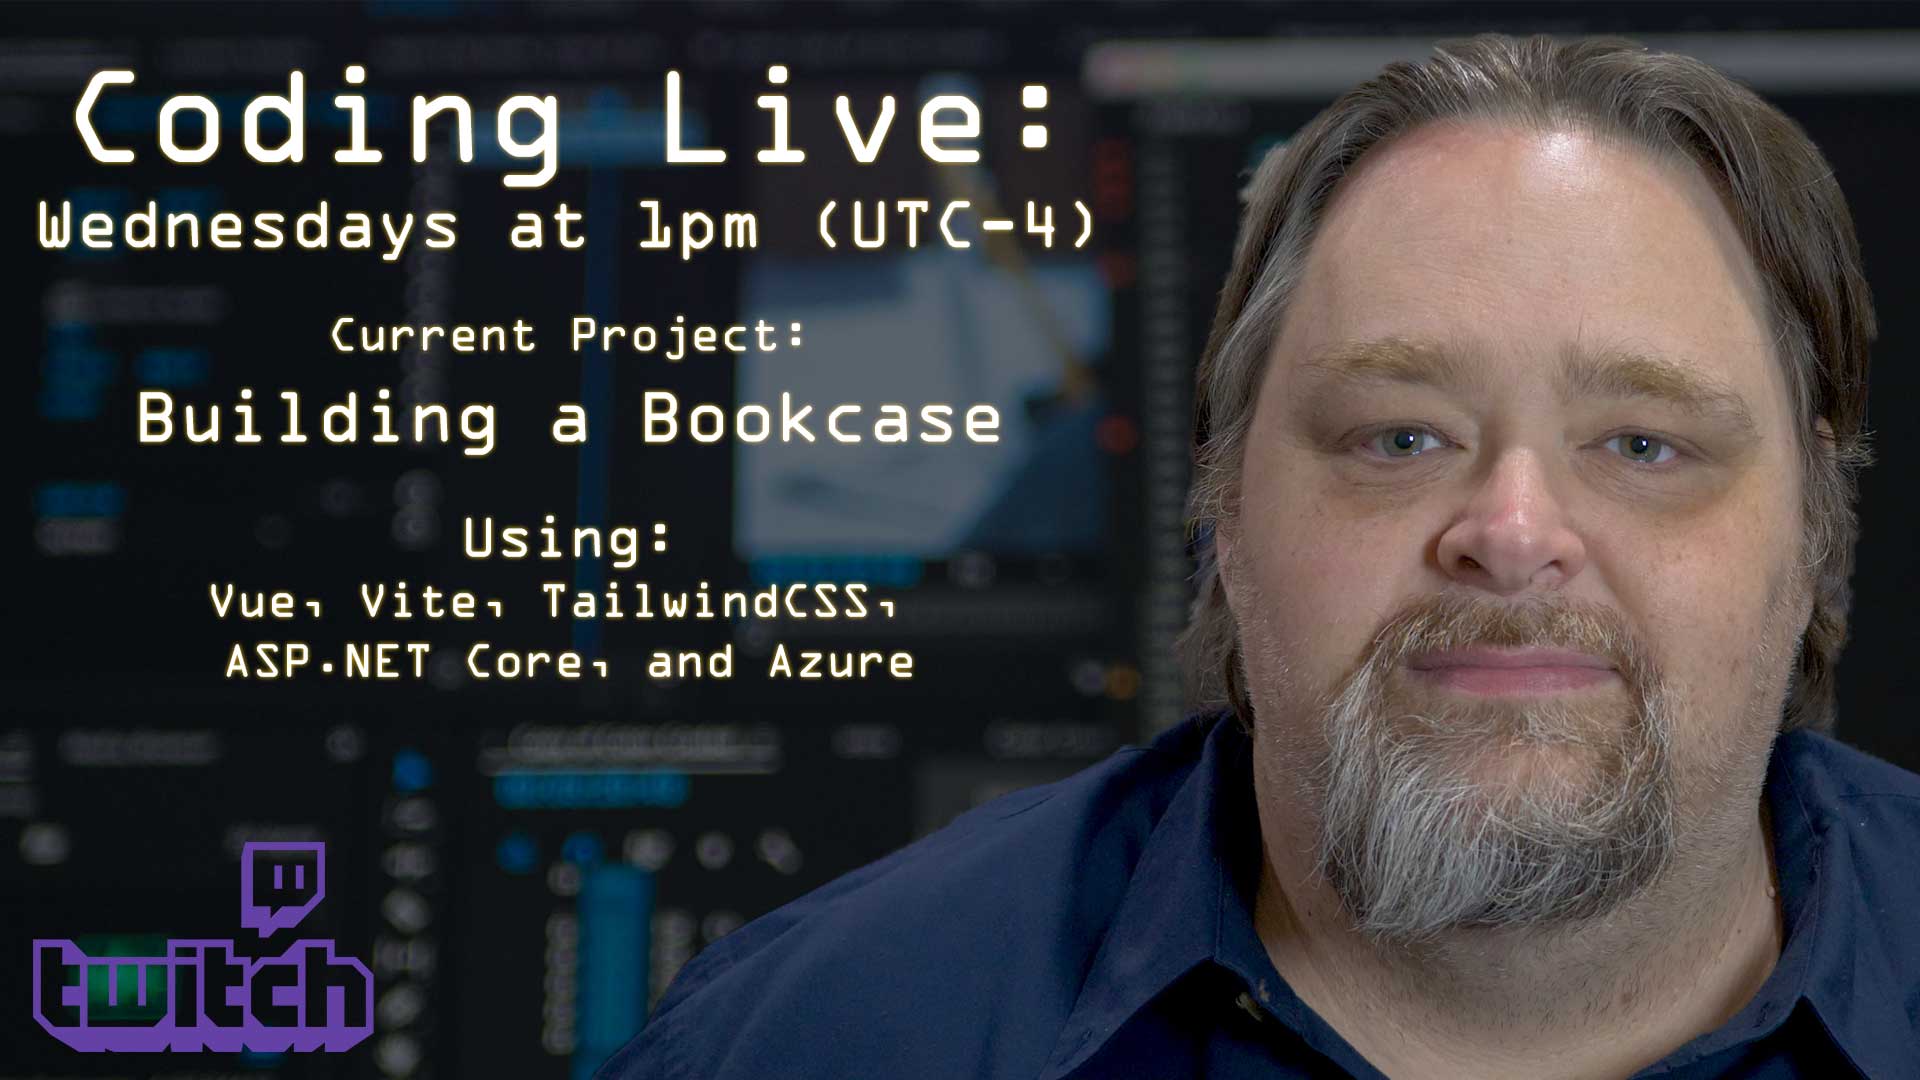 Coding Live:
Wednesdays at 1pm (UTC-4)
Current Project:
Building a Bookcase
Using:
Vue, Vite, TailwindCSS,
ASP.NET Core, and Azure
twitch